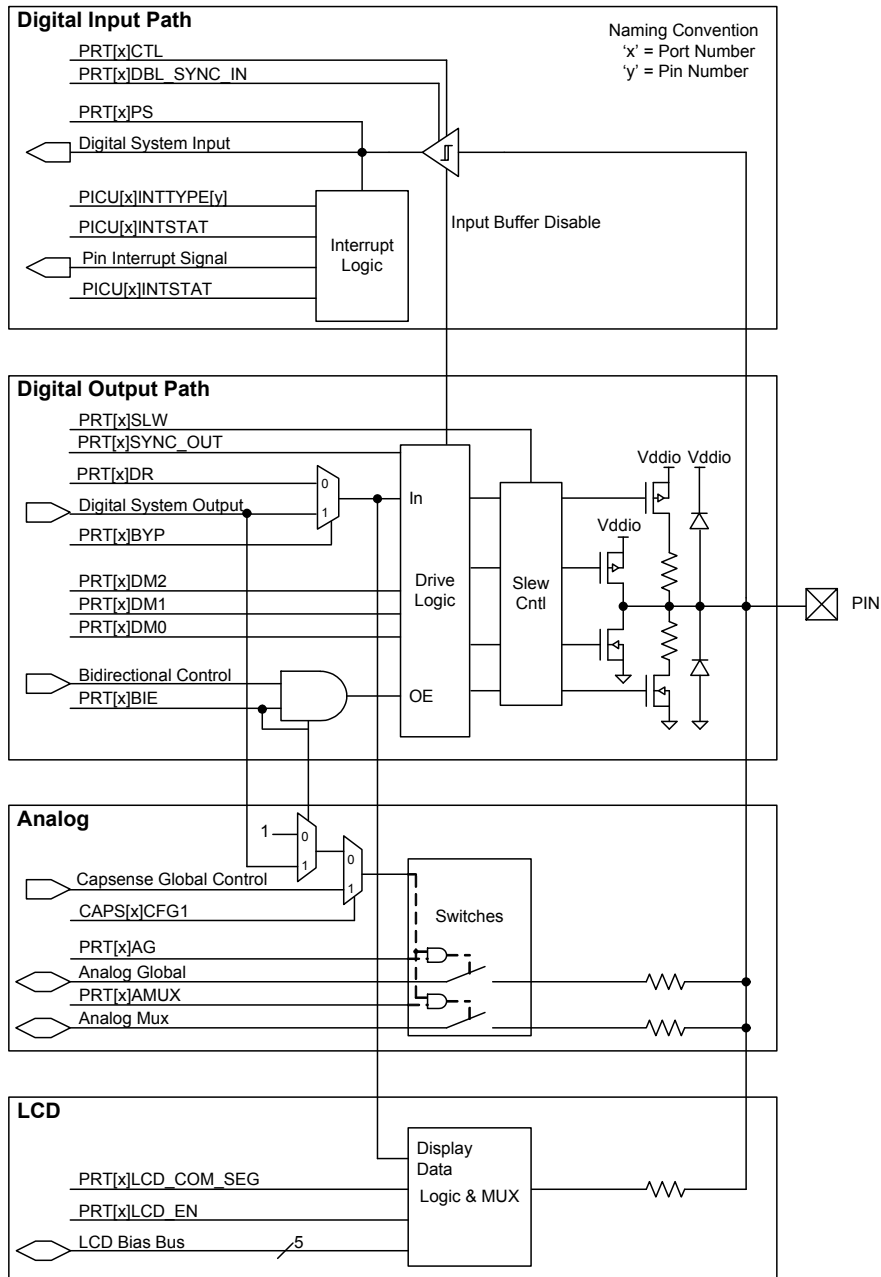 Digital Input Path
Naming Convention
'x' = Port Number
'y' = Pin Number
PRT[x]CTL
PRT[x]DBL_SYNC_IN
PRT[x]PS
Digital System Input
PICU[x]INTTYPE[y]
PICU[x]INTSTAT
Pin Interrupt Signal
PICU[x]INTSTAT
Interrupt
Logic
Input Buffer Disable
Digital Output Path
PRT[x]SLW
PRT[x]SYNC_OUT
PRT[x]DR
Digital System Output
PRT[x]BYP
0
1
PRT[x]DM2
PRT[x]DM1
PRT[x]DM0
Bidirectional Control
PRT[x]BIE
In
Drive
Logic
OE
Slew
Cntl
Vddio
Vddio
Vddio
PIN
Analog
1
0
1
0
1
Capsense Global Control
CAPS[x]CFG1
PRT[x]AG
Analog Global
PRT[x]AMUX
Analog Mux
Switches
LCD
PRT[x]LCD_COM_SEG
PRT[x]LCD_EN
LCD Bias Bus
5
Display
Data
Logic & MUX